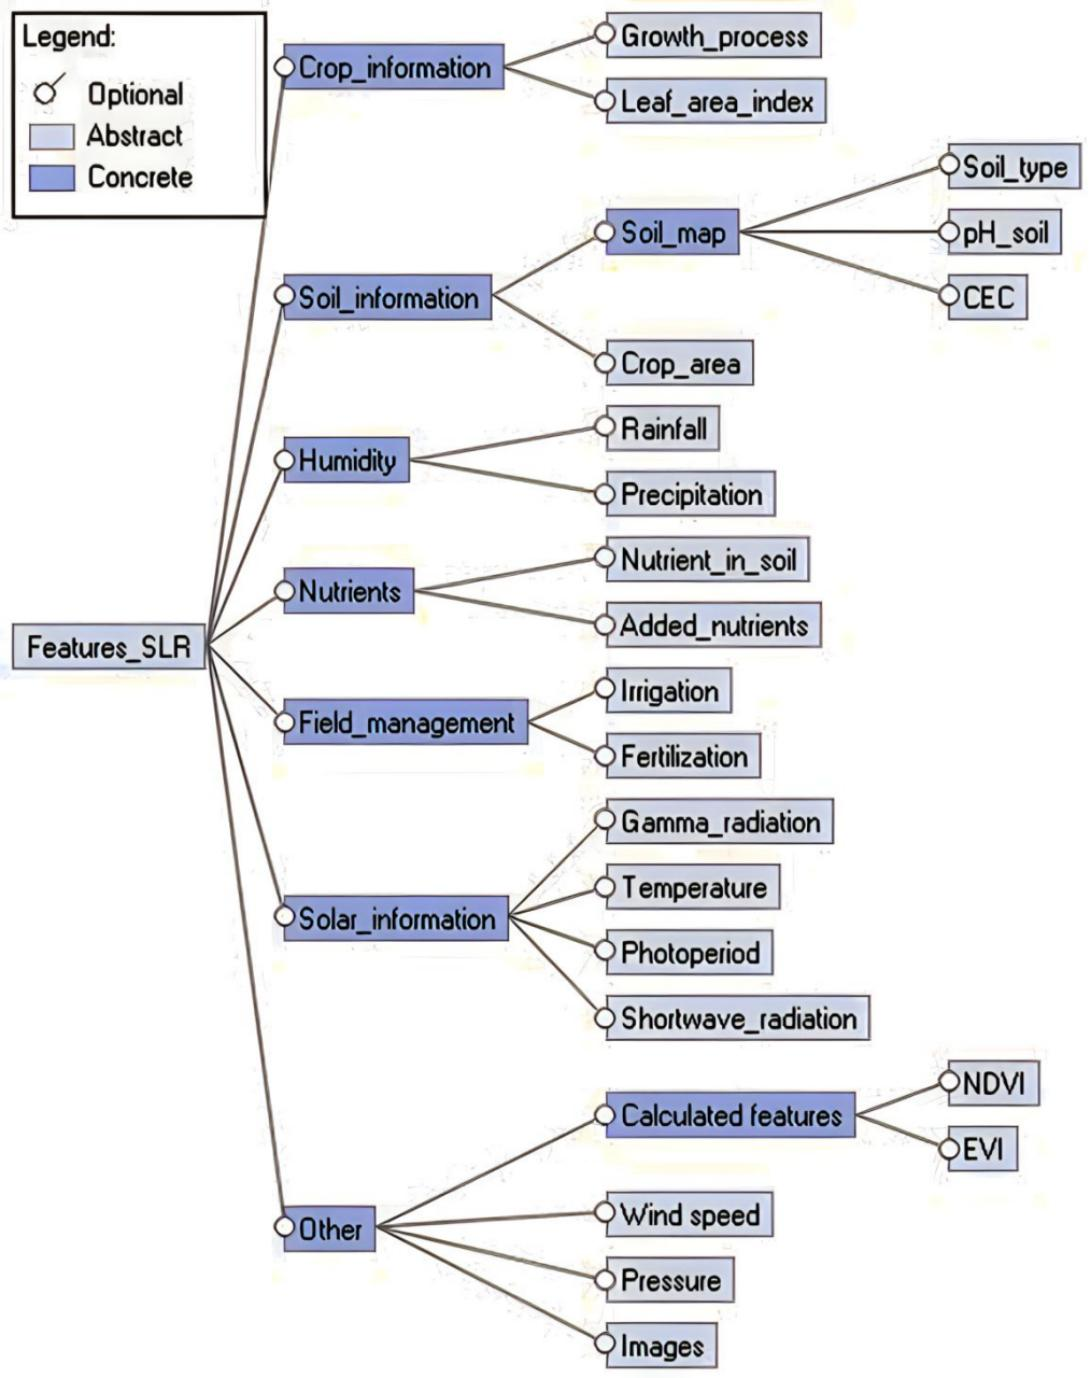 Legend:
Optional
Abstract
Concrete
Crop_information
Growth_process
Leaf_area_index
Soil_information
Soil_map
Soil_type
pH_soil
CEC
Crop_area
Humidity
Rainfall
Precipitation
Nutrients
Nutrient_in_soil
Added_nutrients
Features_SLR
Field_management
Irrigation
Fertilization
Solar_information
Gamma_radiation
Temperature
Photoperiod
Shortwave_radiation
Other
Calculated features
NDVI
EVI
Wind speed
Pressure
Images